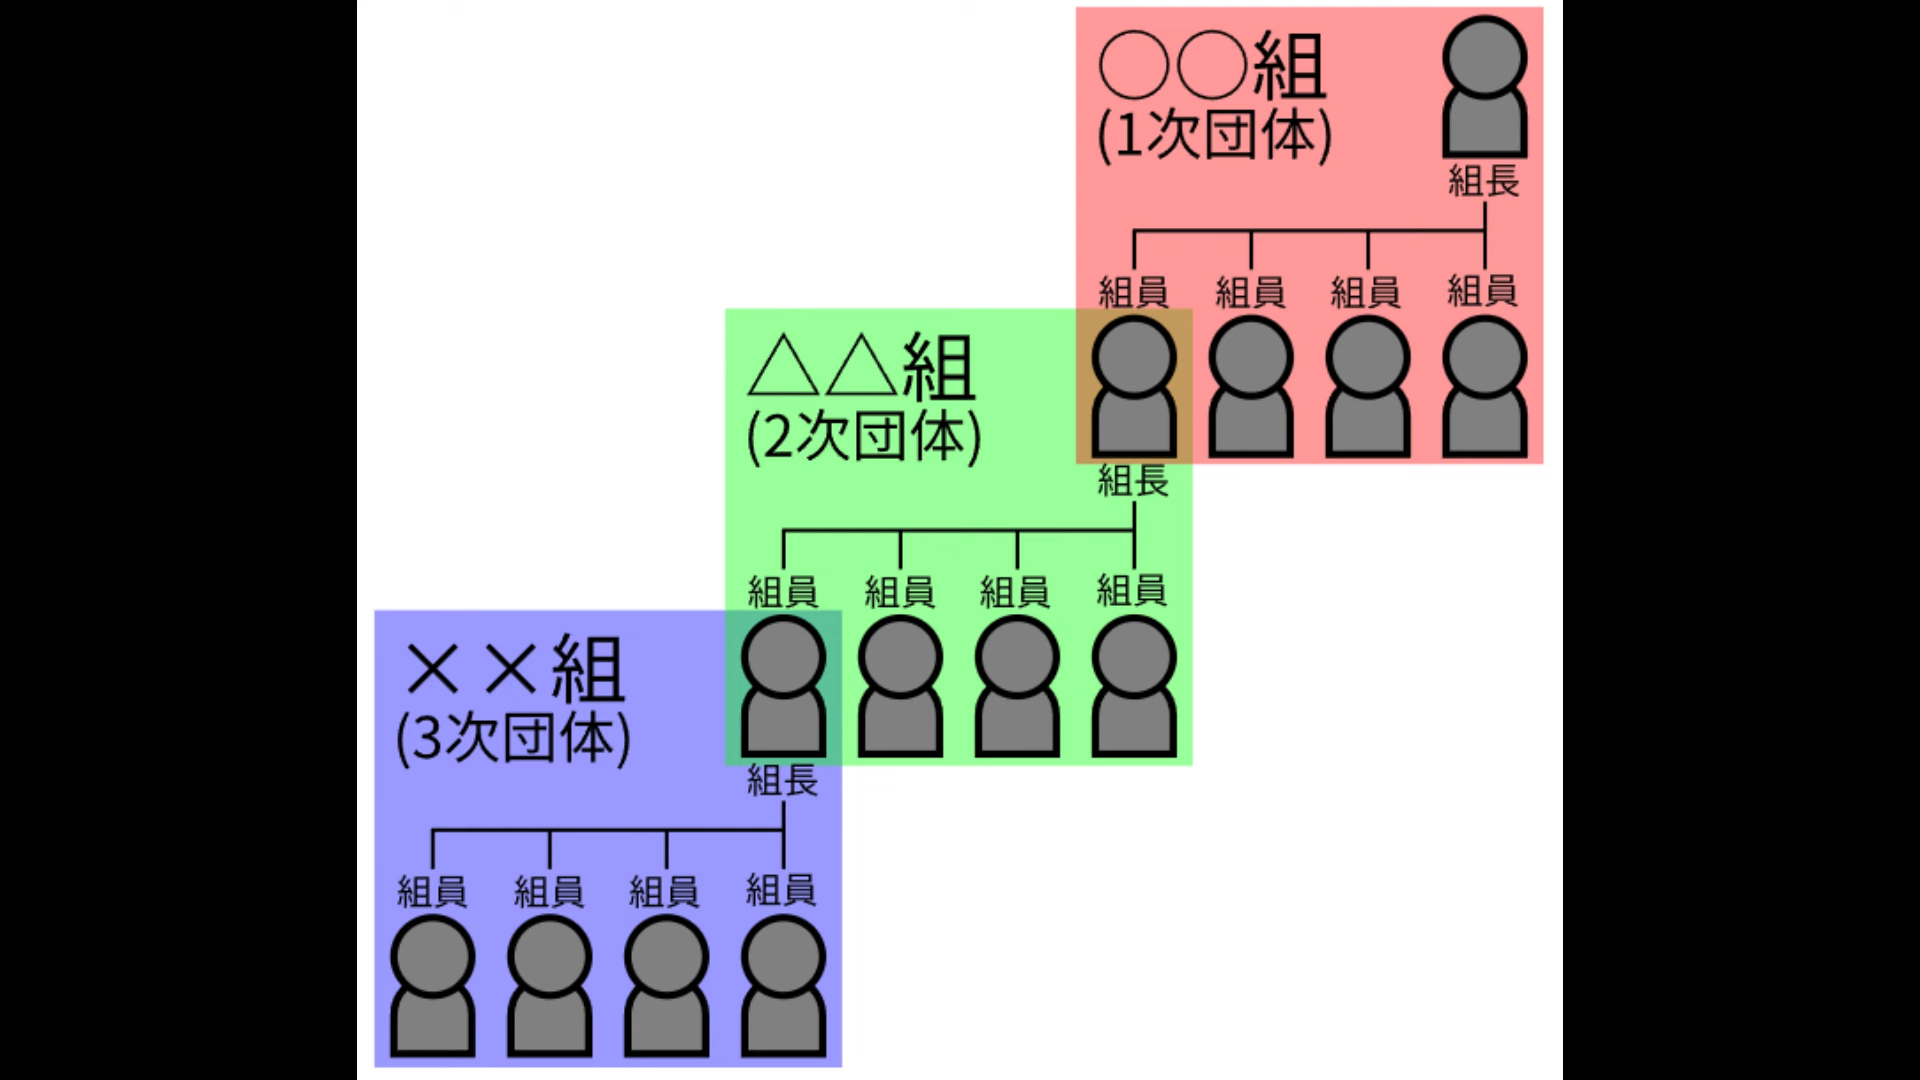 ○○組
(1次団体)
組長
組員 組員 組員 組員
△△組
(2次団体)
組長
組員 組員 組員 組員
××組
(3次団体)
組長
組員 組員 組員 組員